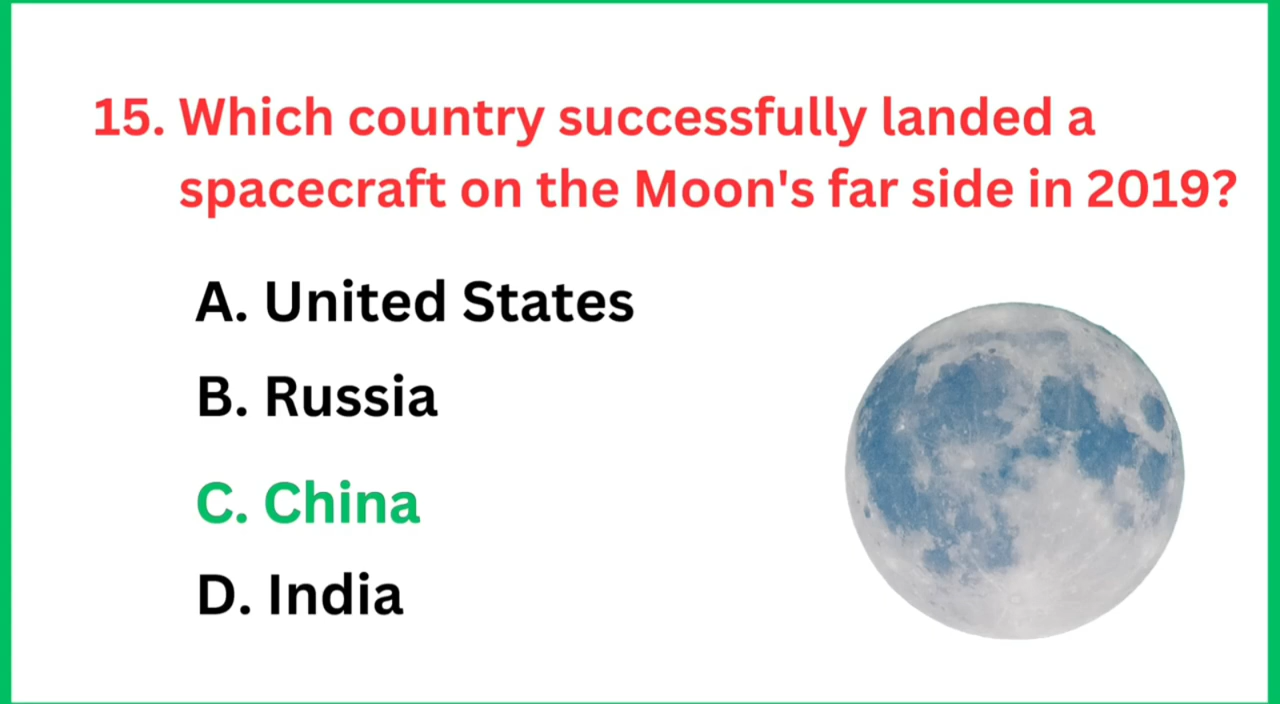 15. Which country successfully landed a
spacecraft on the Moon's far side in 2019?
A. United States
B. Russia
C. China
D. India